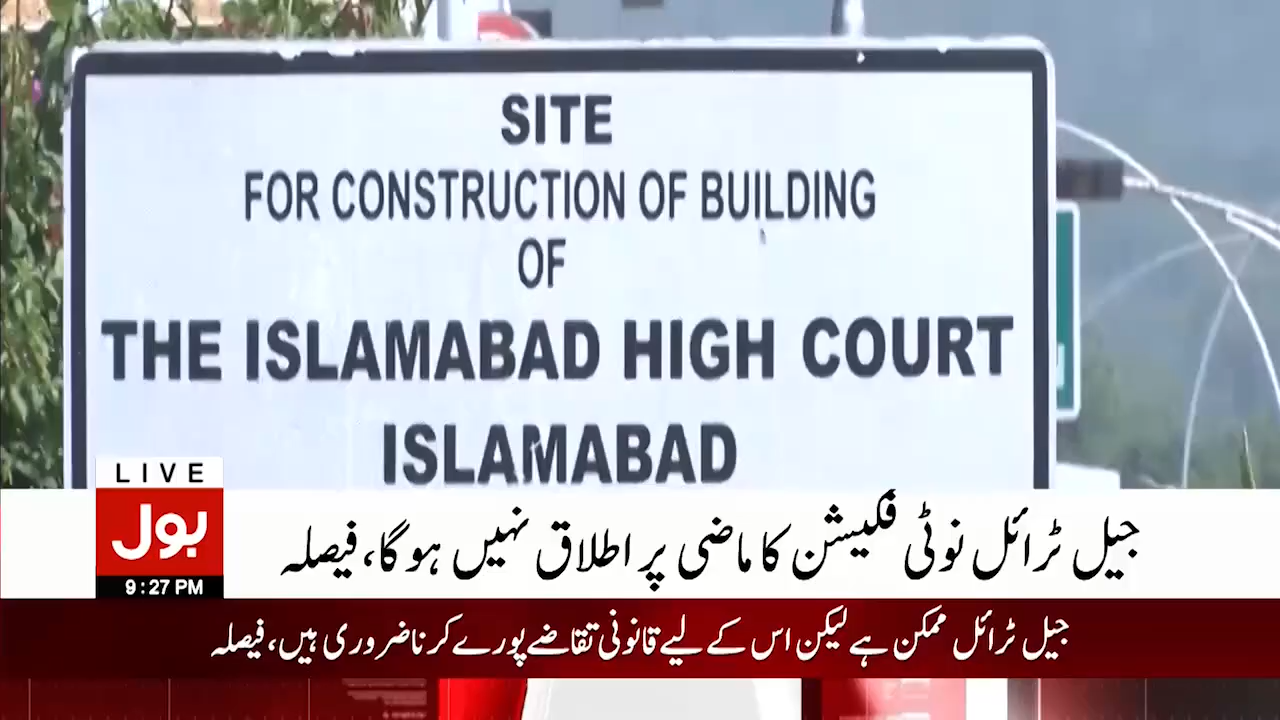 SITE
FOR CONSTRUCTION OF BUILDING
OF
THE ISLAMABAD HIGH COURT
ISLAMABAD
LIVE
بول
9:27 PM
جیل ٹرائل نوٹی فکیشن کا ماضی پر اطلاق نہیں ہوگا، فیصلہ
جیل ٹرائل ممکن ہے لیکن اس کے لیے قانونی تقاضے پورے کرنا ضروری ہیں، فیصلہ